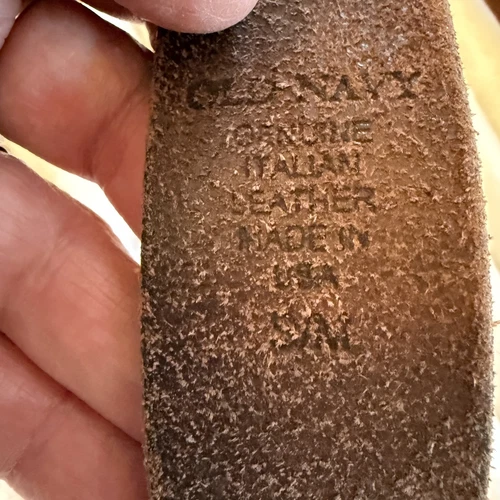 OLD NAVY
GENUINE
ITALIAN
LEATHER
MADE IN
USA
S/M